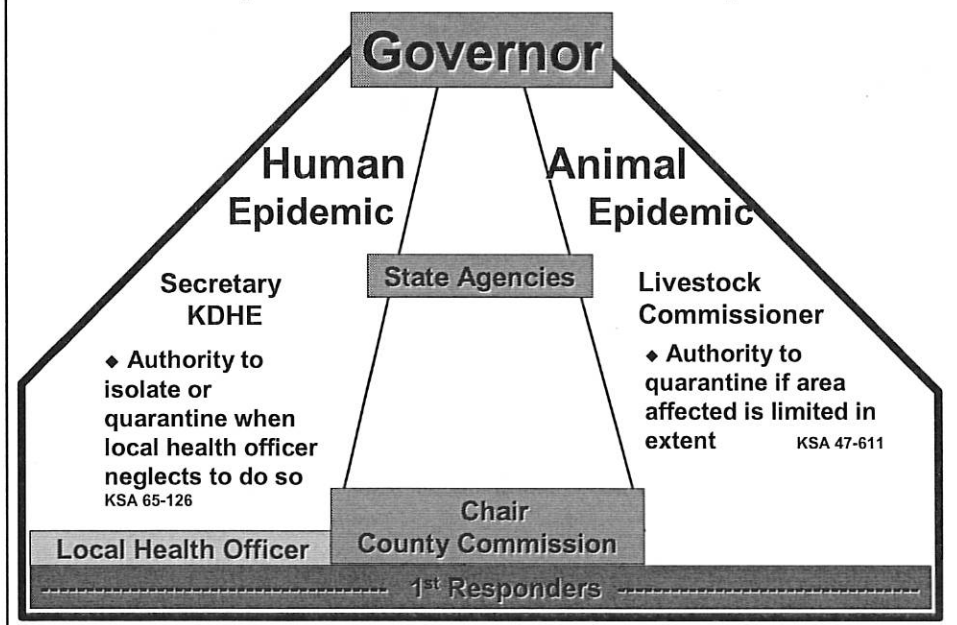 Governor
Human
Epidemic
Animal
Epidemic
State Agencies
Secretary
KDHE
◆ Authority to
isolate or
quarantine when
local health officer
neglects to do so
KSA 65-126
Livestock
Commissioner
◆ Authority to
quarantine if area
affected is limited in
extent KSA 47-611
Chair
County Commission
Local Health Officer
1st Responders